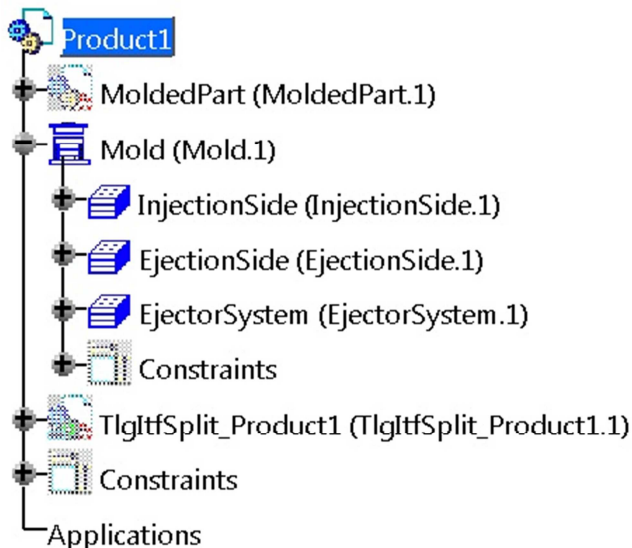 Product1
MoldedPart (MoldedPart.1)
Mold (Mold.1)
InjectionSide (InjectionSide.1)
EjectionSide (EjectionSide.1)
EjectorSystem (EjectorSystem.1)
Constraints
TlgItfSplit_Product1 (TlgItfSplit_Product1.1)
Constraints
Applications